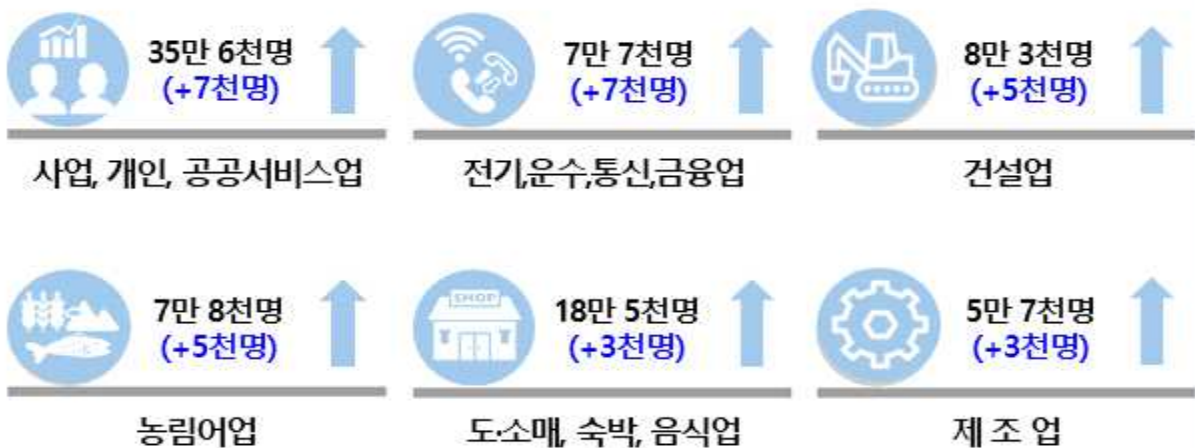 35만 6천명
(+7천명)
사업, 개인, 공공서비스업
7만 7천명
(+7천명)
전기,운수,통신,금융업
8만 3천명
(+5천명)
건설업
7만 8천명
(+5천명)
농림어업
SHOP
18만 5천명
(+3천명)
도·소매, 숙박, 음식업
5만 7천명
(+3천명)
제 조 업